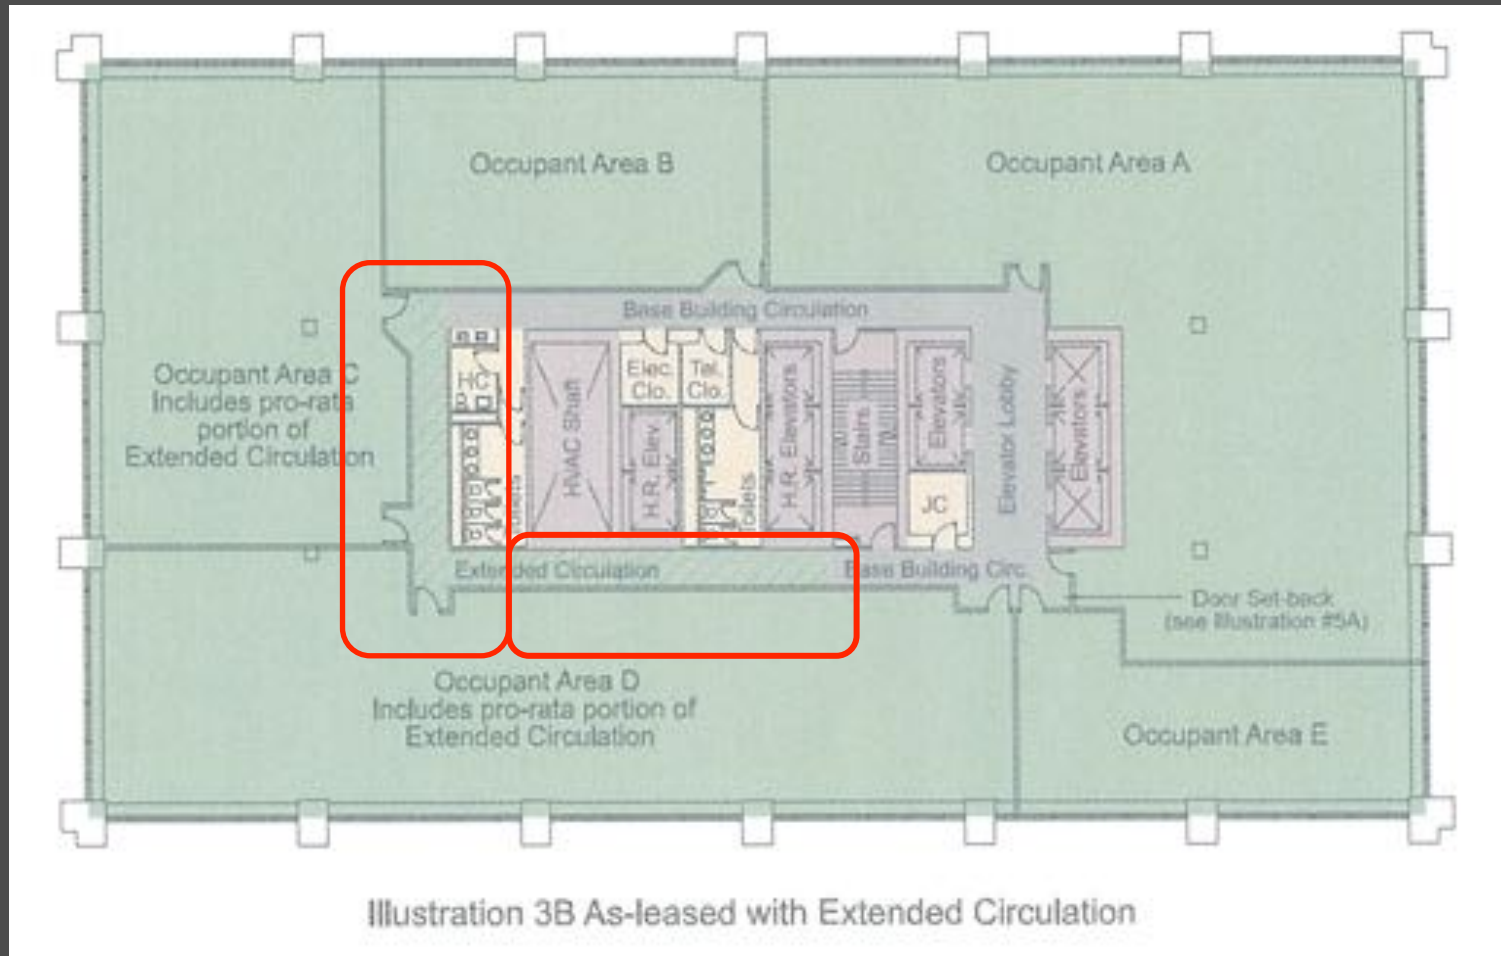 Occupant Area B
Occupant Area A
Base Building Circulation
Occupant Area C
Includes pro-rata
portion of
Extended Circulation
HC
HVAC Shaft
Elec.
Clo.
Tel.
Clo.
H.R. Elev.
Toilets
H.R. Elevators
Stairs
Elevators
JC
Elevator Lobby
Elevators
Extended Circulation
Base Building Circ.
Door Set-back
(see Illustration #5A)
Occupant Area D
Includes pro-rata portion of
Extended Circulation
Occupant Area E
Illustration 3B As-leased with Extended Circulation